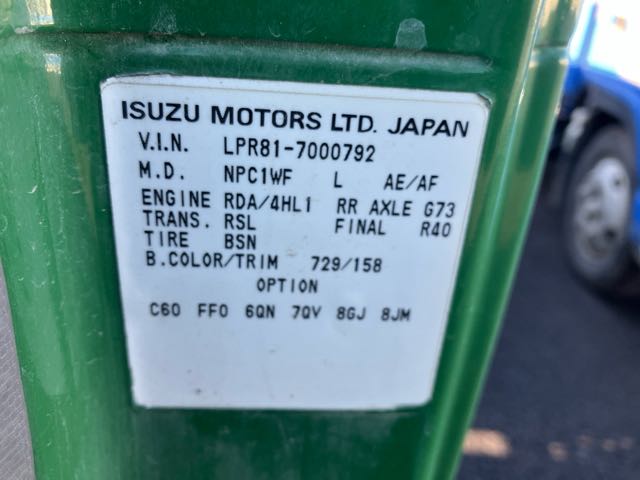 ISUZU MOTORS LTD. JAPAN
V.I.N. LPR81-7000792
M.D. NPC1WF L AE/AF
ENGINE RDA/4HL1 RR AXLE G73
TRANS. RSL FINAL R40
TIRE BSN
B.COLOR/TRIM 729/158
OPTION
C60 FF0 6QN 7QV 8GJ 8JM